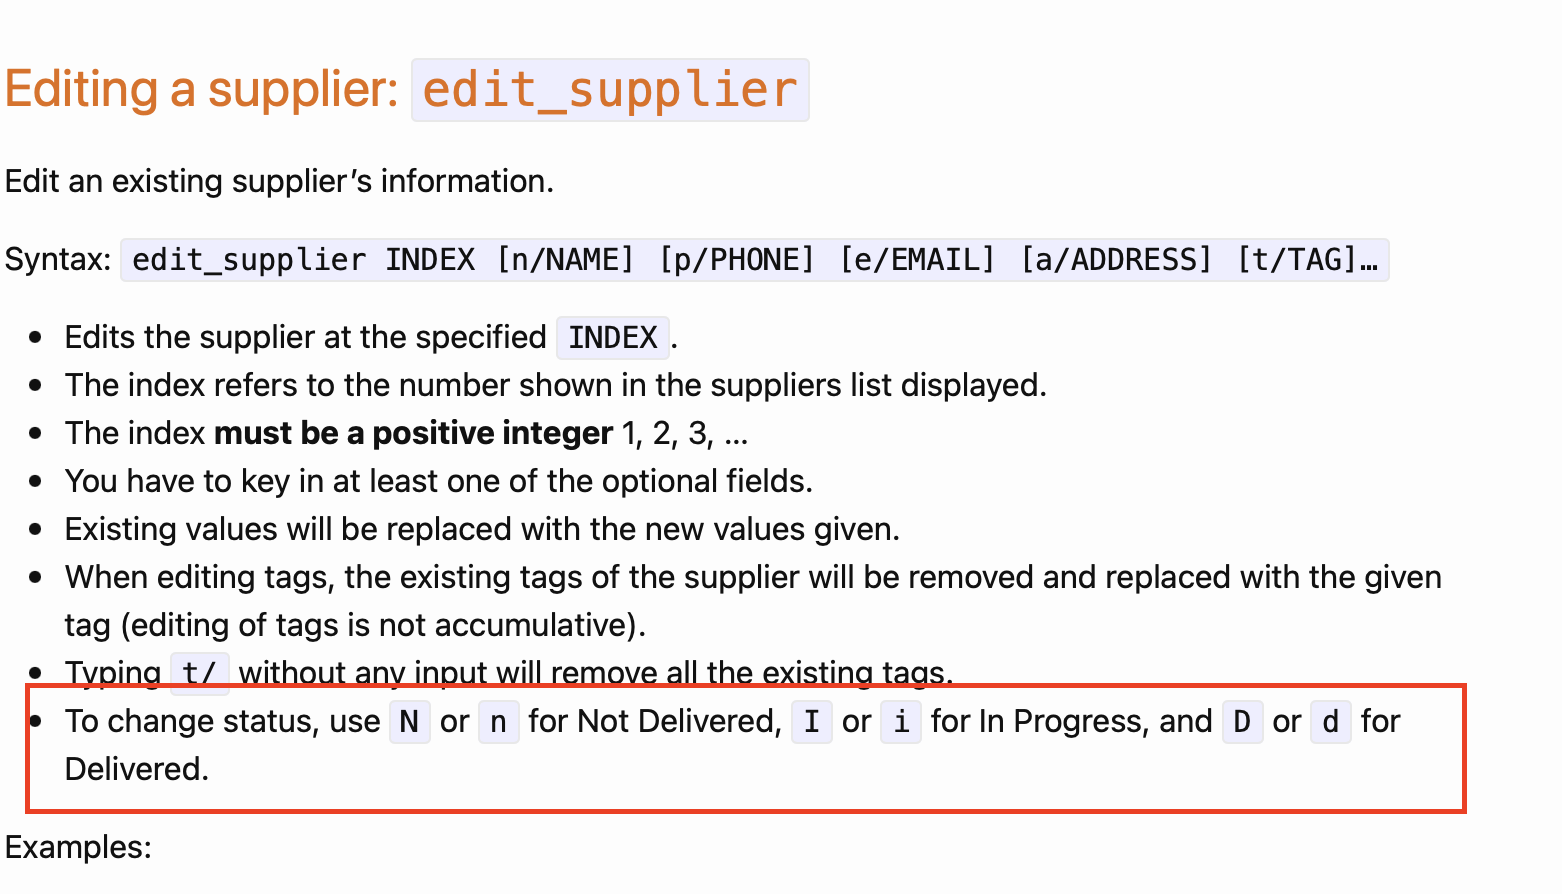 Editing a supplier: edit_supplier
Edit an existing supplier’s information.
Syntax: edit_supplier INDEX [n/NAME] [p/PHONE] [e/EMAIL] [a/ADDRESS] [t/TAG]…
• Edits the supplier at the specified INDEX.
• The index refers to the number shown in the suppliers list displayed.
• The index must be a positive integer 1, 2, 3, …
• You have to key in at least one of the optional fields.
• Existing values will be replaced with the new values given.
• When editing tags, the existing tags of the supplier will be removed and replaced with the given
tag (editing of tags is not accumulative).
• Typing t/ without any input will remove all the existing tags.
• To change status, use N or n for Not Delivered, I or i for In Progress, and D or d for
Delivered.
Examples: